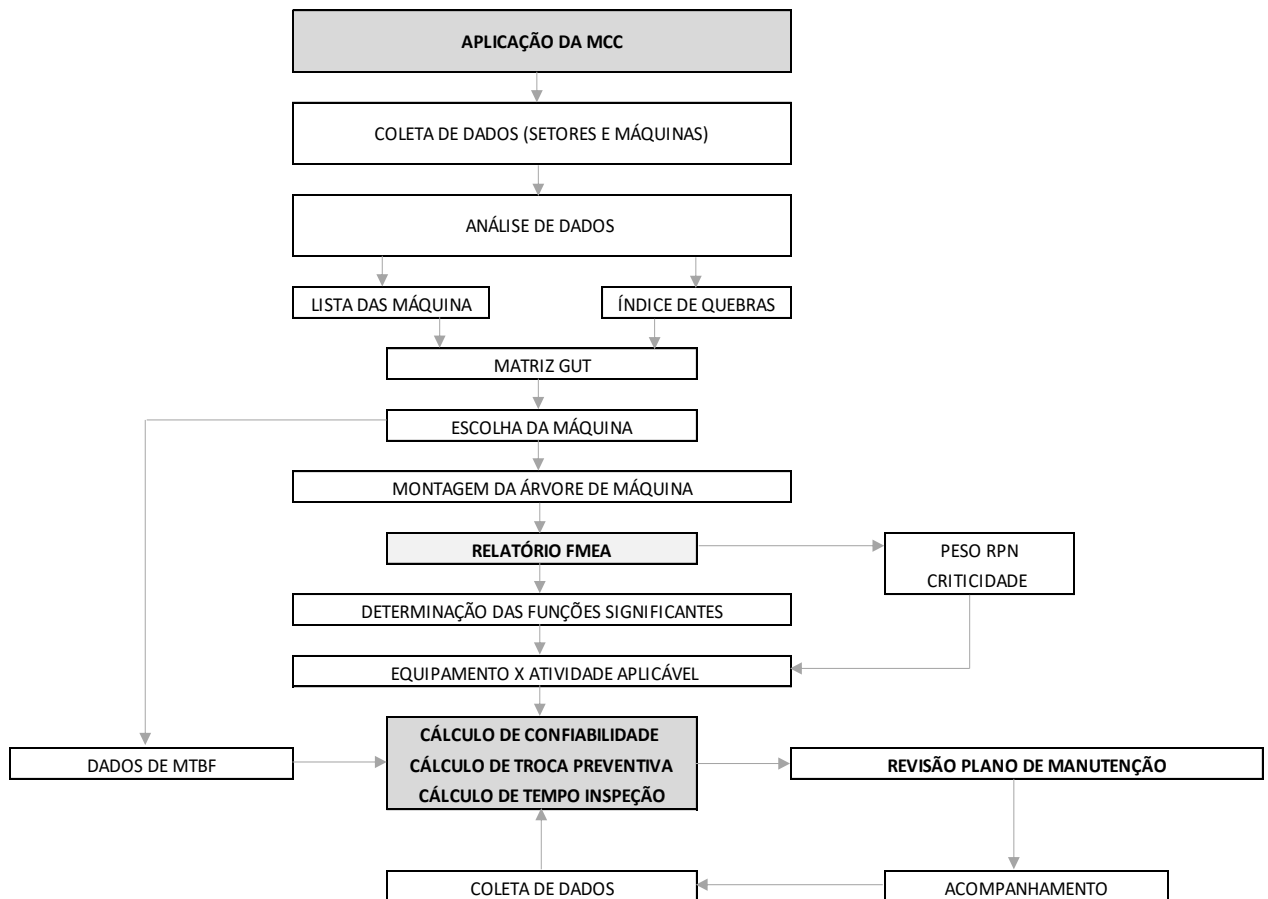 APLICAÇÃO DA MCC
COLETA DE DADOS (SETORES E MÁQUINAS)
ANÁLISE DE DADOS
LISTA DAS MÁQUINA
ÍNDICE DE QUEBRAS
MATRIZ GUT
ESCOLHA DA MÁQUINA
MONTAGEM DA ÁRVORE DE MÁQUINA
RELATÓRIO FMEA
PESO RPN
CRITICIDADE
DETERMINAÇÃO DAS FUNÇÕES SIGNIFICANTES
EQUIPAMENTO X ATIVIDADE APLICÁVEL
CÁLCULO DE CONFIABILIDADE
CÁLCULO DE TROCA PREVENTIVA
CÁLCULO DE TEMPO INSPEÇÃO
DADOS DE MTBF
REVISÃO PLANO DE MANUTENÇÃO
COLETA DE DADOS
ACOMPANHAMENTO